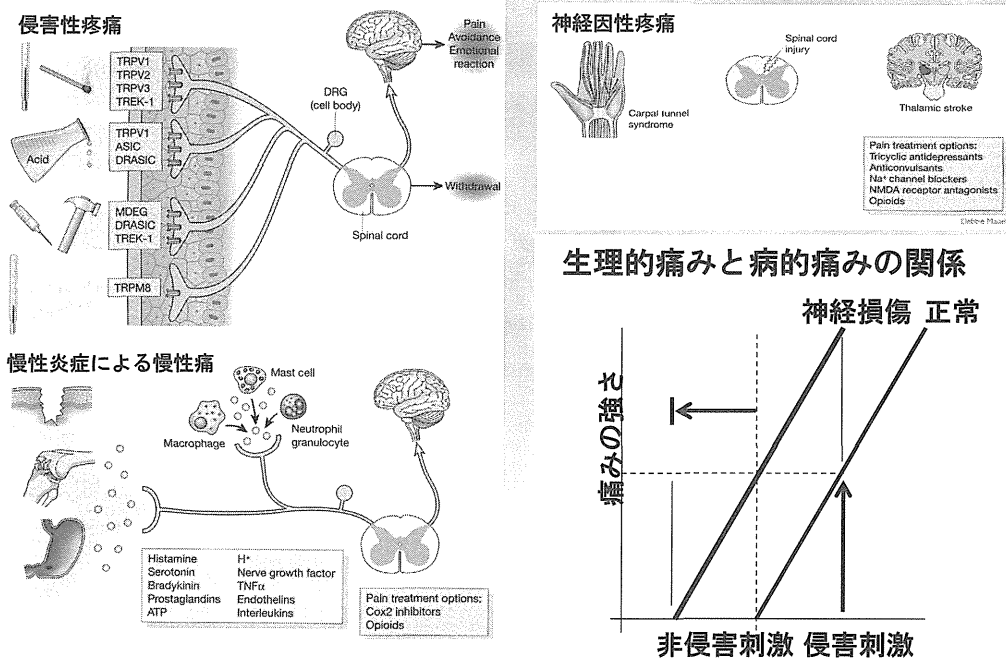 侵害性疼痛
TRPV1
TRPV2
TRPV3
TREK-1
Acid
TRPV1
ASIC
DRASIC
MDEG
DRASIC
TREK-1
TRPM8
DRG
(cell body)
Pain
Avoidance
Emotional
reaction
Withdrawal
Spinal cord
慢性炎症による慢性痛
Mast cell
Macrophage
Neutrophil
granulocyte
Histamine
Serotonin
Bradykinin
Prostaglandins
ATP
H+
Nerve growth factor
TNFα
Endothelins
Interleukins
Pain treatment options:
Cox2 inhibitors
Opioids
神経因性疼痛
Carpal tunnel
syndrome
Spinal cord
injury
Thalamic stroke
Pain treatment options:
Tricyclic antidepressants
Anticonvulsants
Na+ channel blockers
NMDA receptor antagonists
Opioids
生理的痛みと病的痛みの関係
神経損傷 正常
痛みの強さ
非侵害刺激 侵害刺激